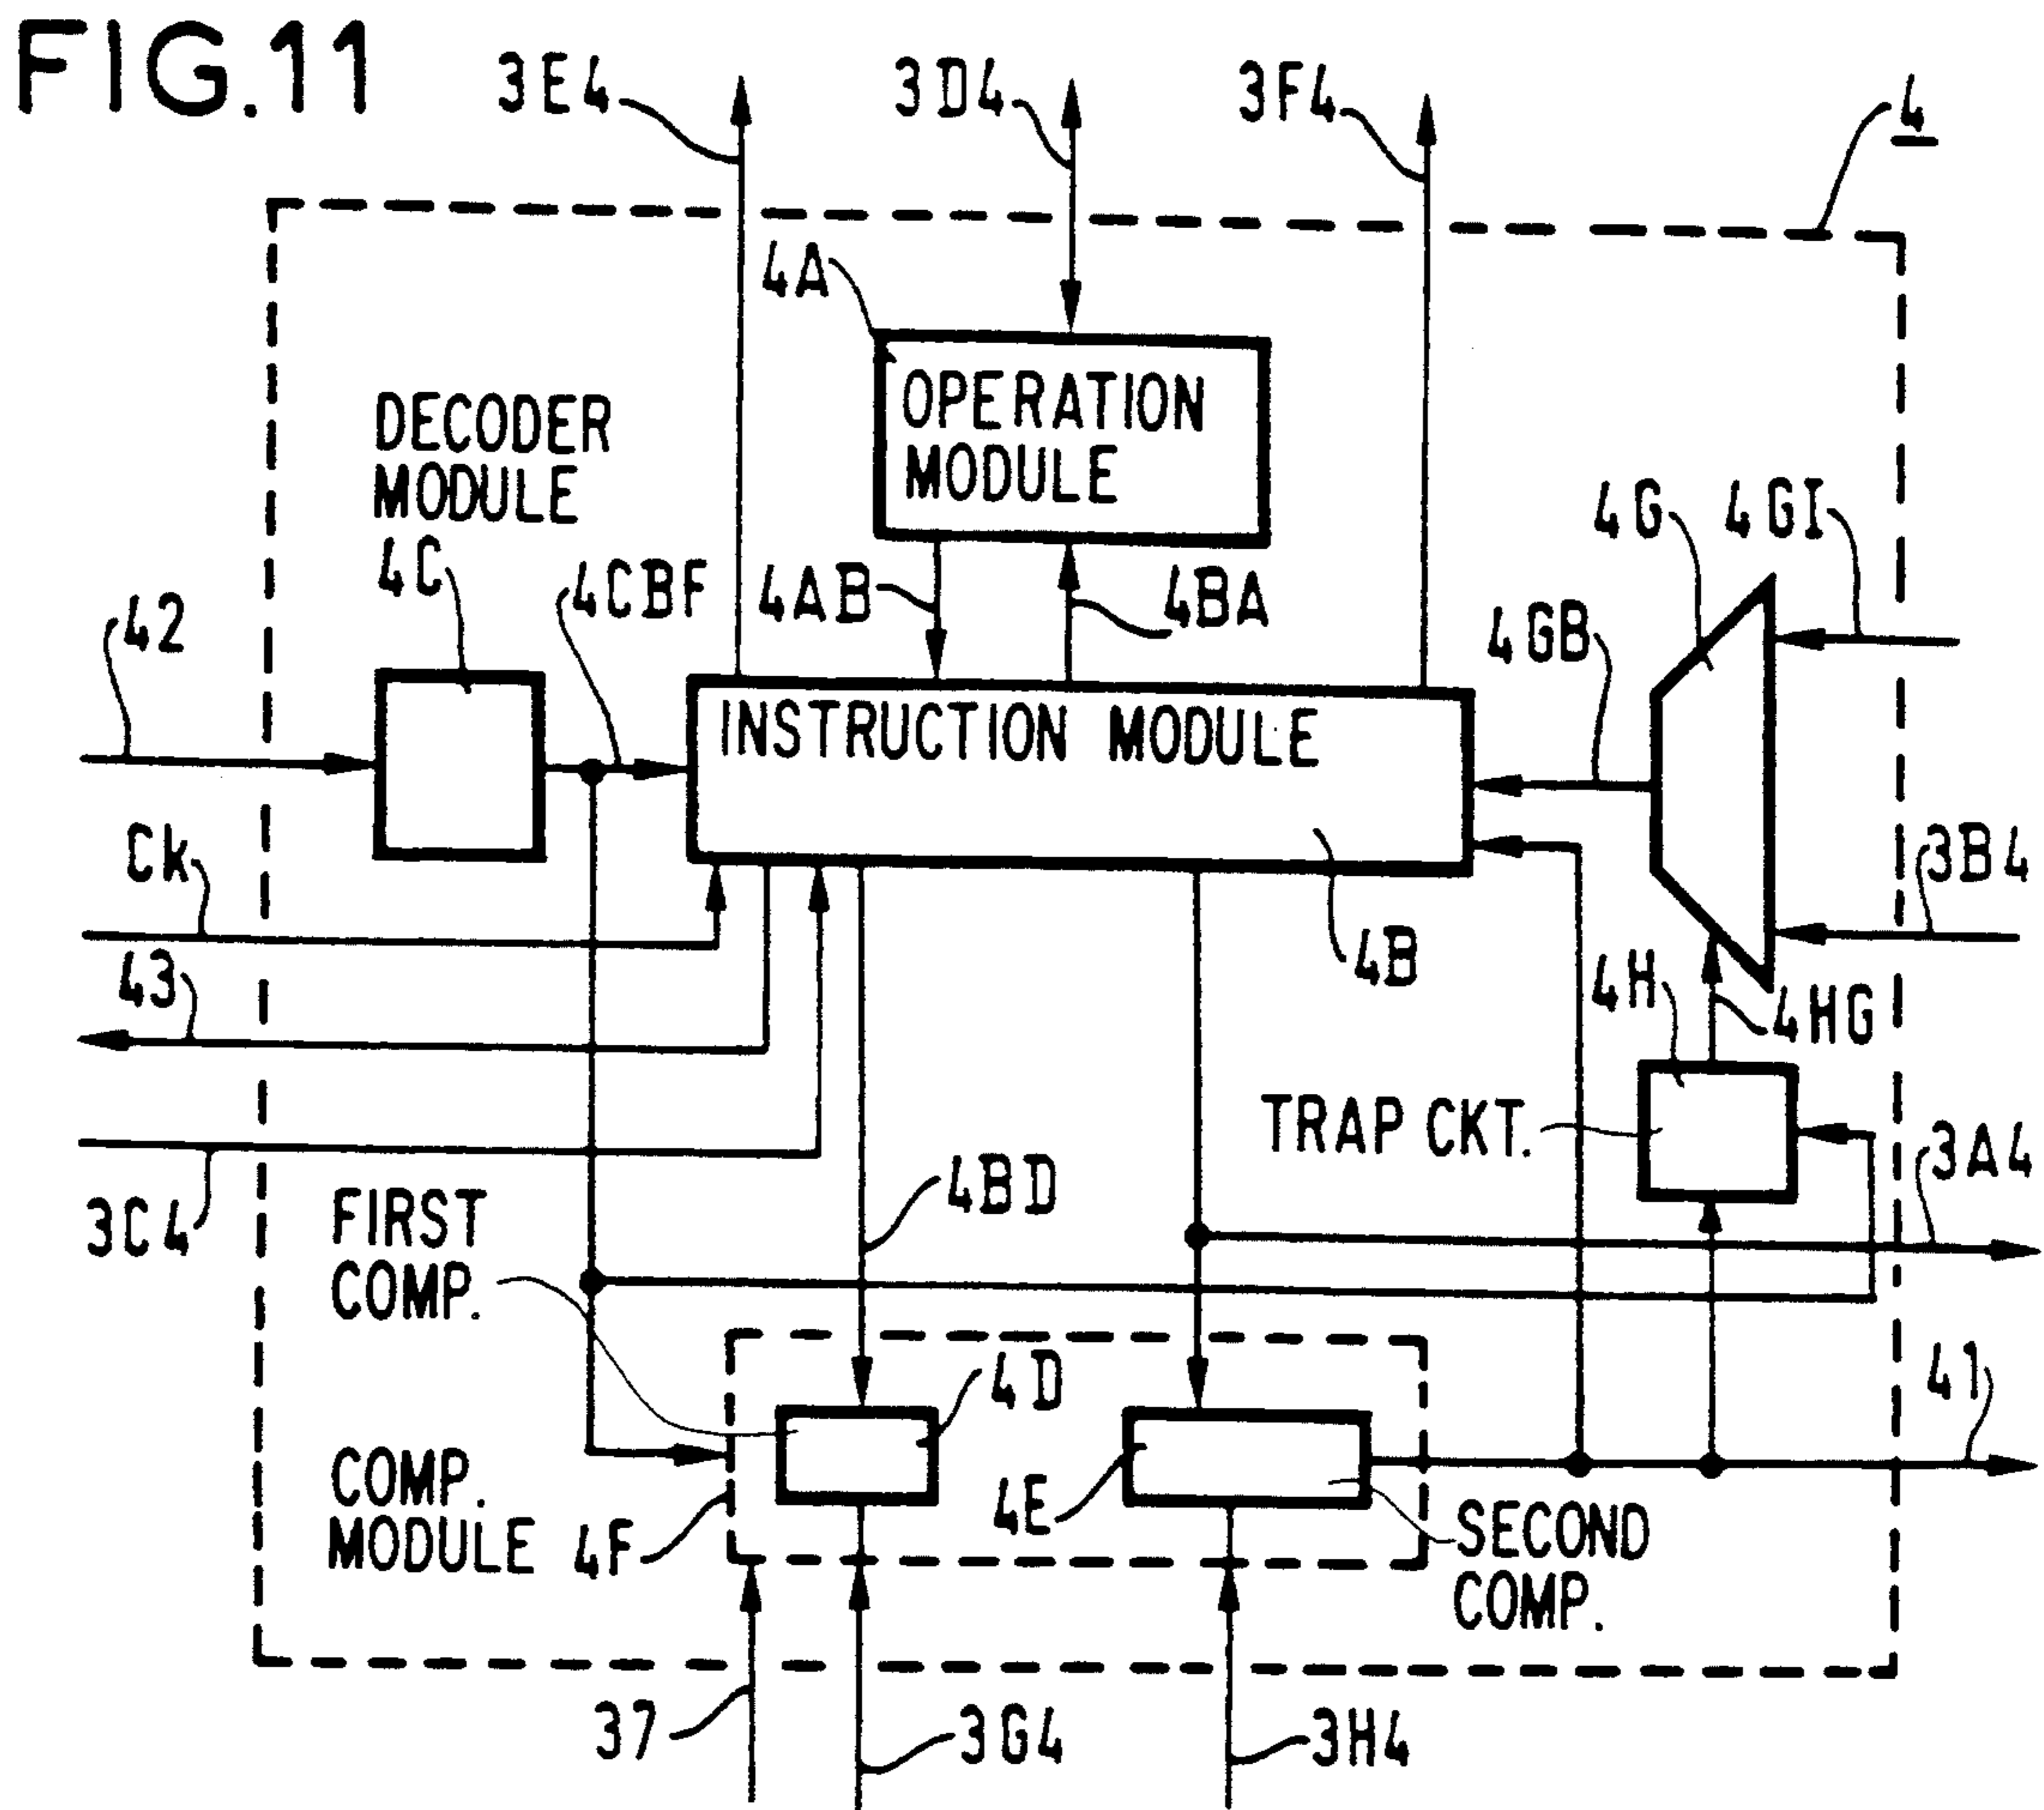 FIG.11
3E4
3D4
3F4
4
4A
OPERATION
MODULE
DECODER
MODULE
4C
4G
4GI
42
4CBF
4AB
4BA
4GB
INSTRUCTION MODULE
Ck
3B4
43
4B
4H
4HG
TRAP CKT.
3A4
3C4
FIRST
COMP.
4BD
4D
41
COMP.
MODULE 4F
4E
SECOND
COMP.
37
3G4
3H4